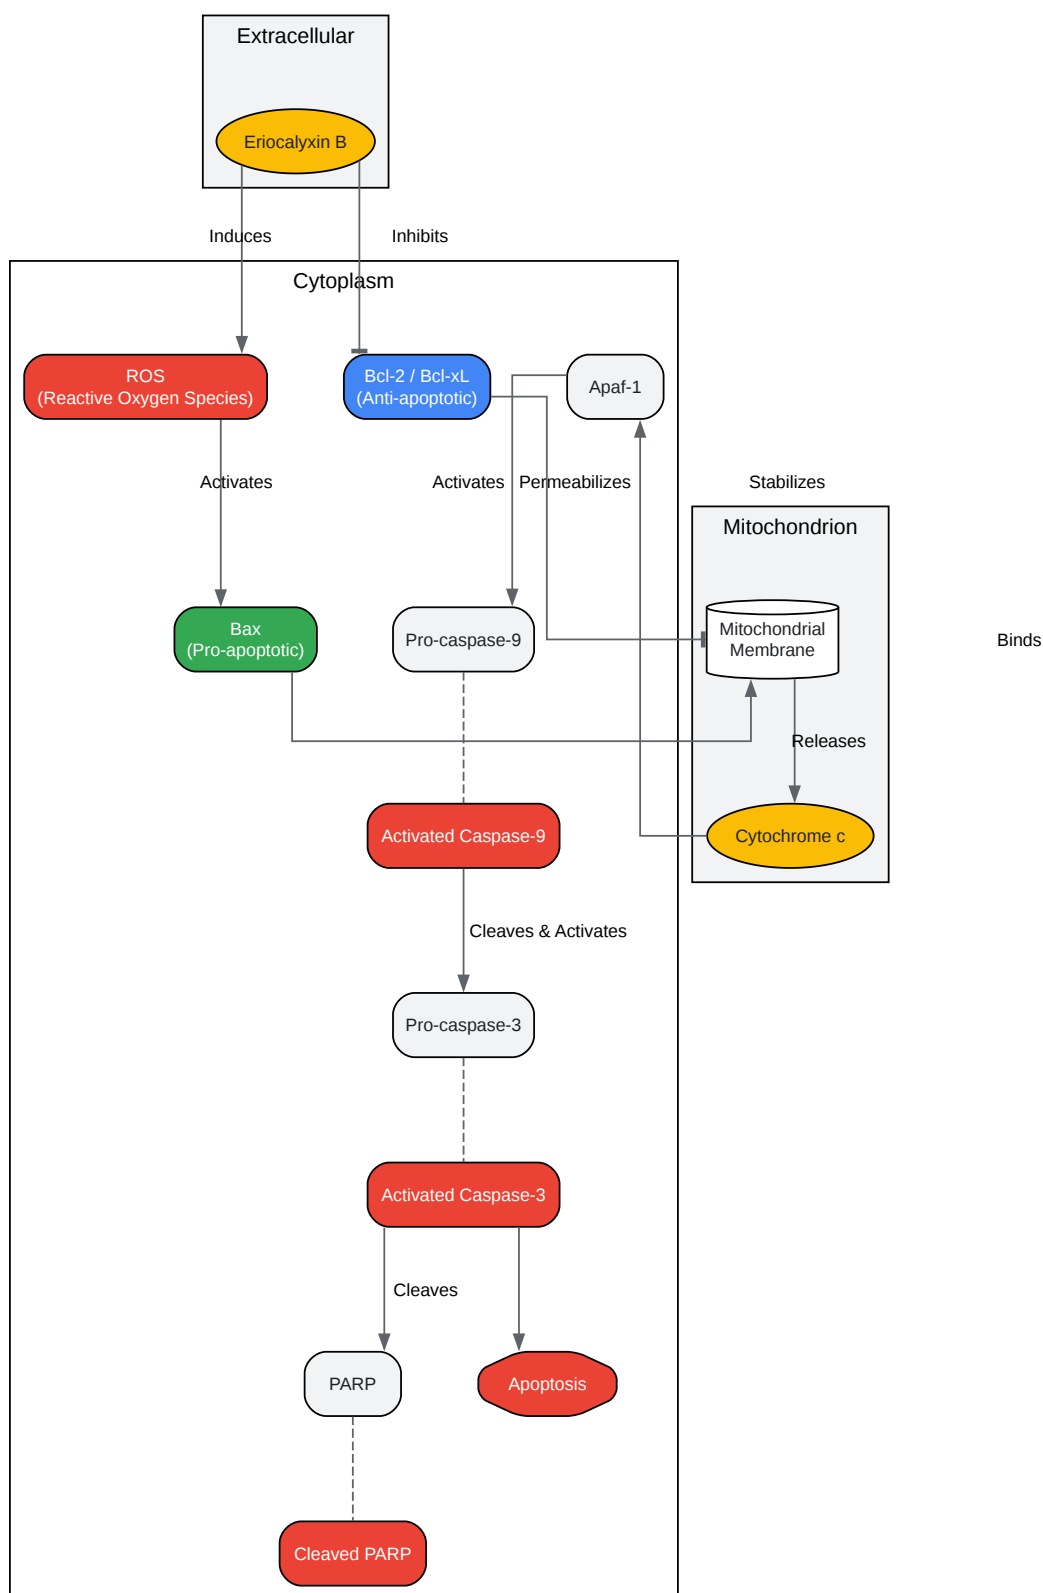 Extracellular
Eriocalyxin B
Induces
Inhibits
Cytoplasm
ROS
(Reactive Oxygen Species)
Bcl-2 / Bcl-xL
(Anti-apoptotic)
Apaf-1
Activates
Activates
Permeabilizes
Stabilizes
Mitochondrion
Bax
(Pro-apoptotic)
Pro-caspase-9
Mitochondrial
Membrane
Binds
Releases
Activated Caspase-9
Cytochrome c
Cleaves & Activates
Pro-caspase-3
Activated Caspase-3
Cleaves
PARP
Apoptosis
Cleaved PARP